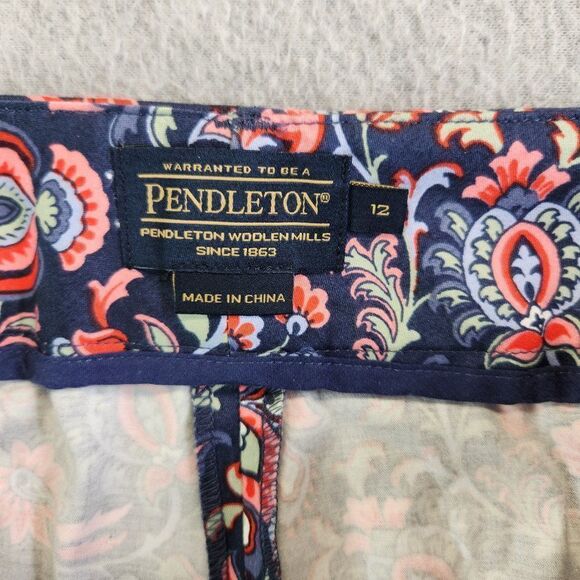 WARRANTED TO BE A
PENDLETON®
PENDLETON WOOLEN MILLS
SINCE 1863
12
MADE IN CHINA